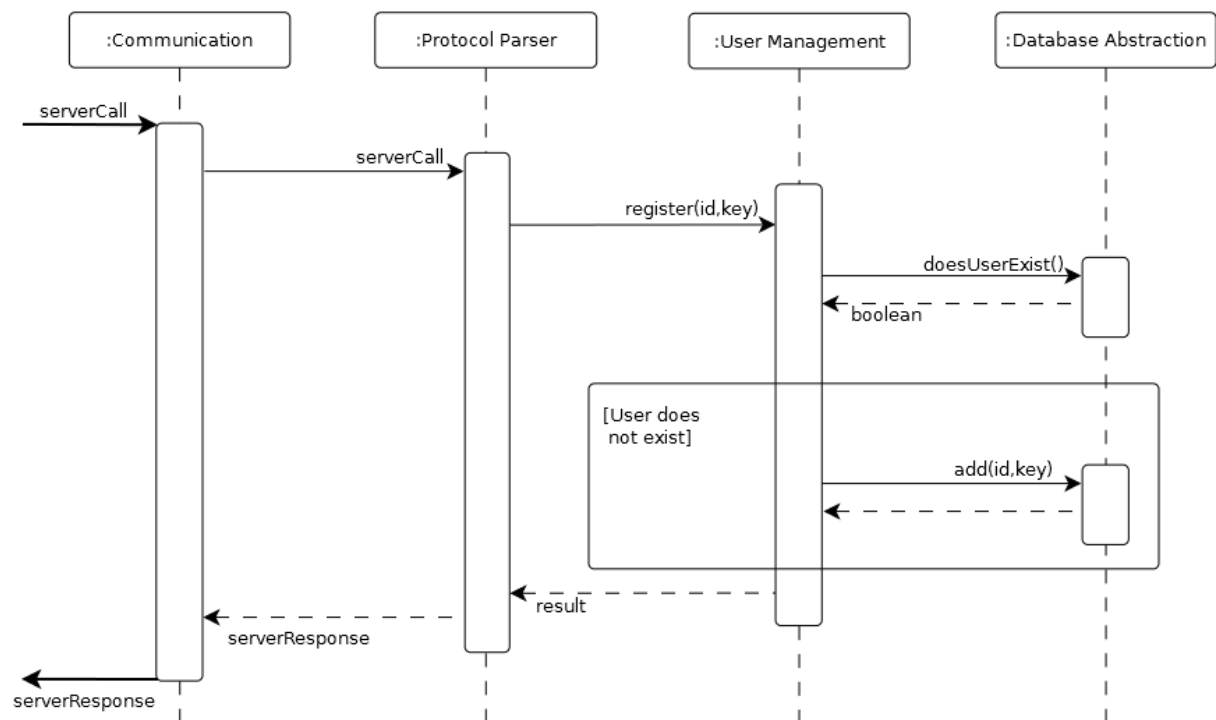 :Communication
:Protocol Parser
:User Management
:Database Abstraction
serverCall
serverCall
register(id,key)
doesUserExist()
boolean
[User does
not exist]
add(id,key)
result
serverResponse
serverResponse